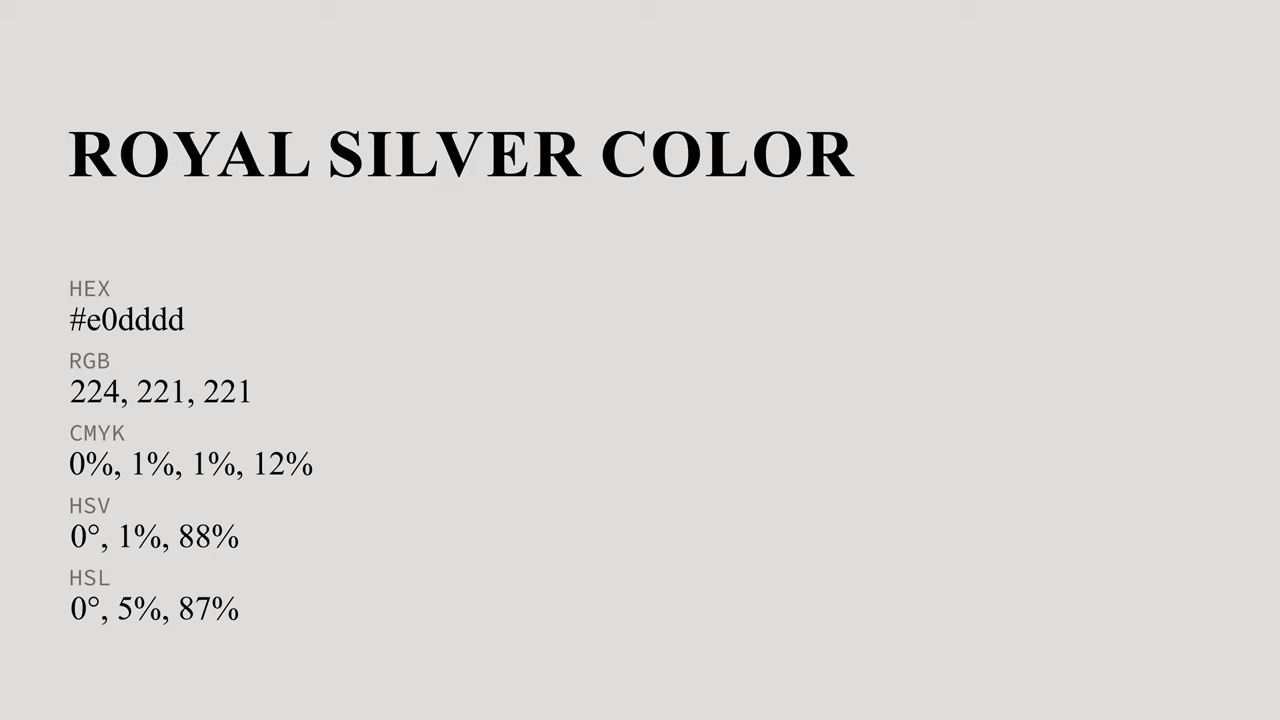 ROYAL SILVER COLOR
HEX
#e0dddd
RGB
224, 221, 221
CMYK
0%, 1%, 1%, 12%
HSV
0°, 1%, 88%
HSL
0°, 5%, 87%